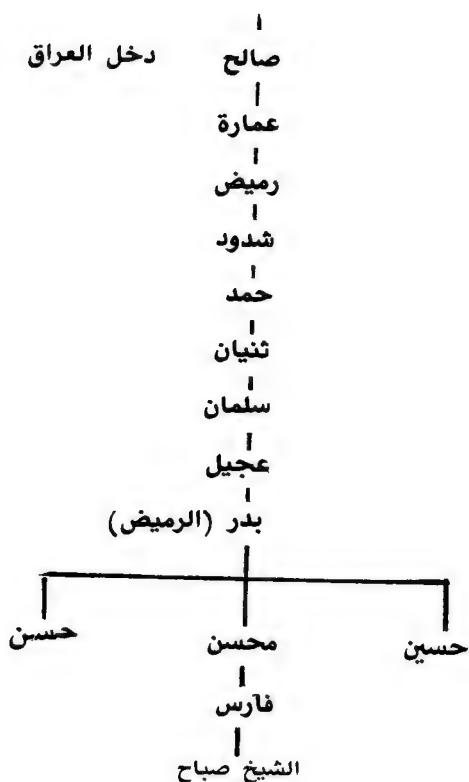 صالح دخل العراق
عمارة
رميض
شدود
حمد
ثنيان
سلمان
عجيل
بدر (الرميض)
حسين محسن حسن
فارس
الشيخ صباح